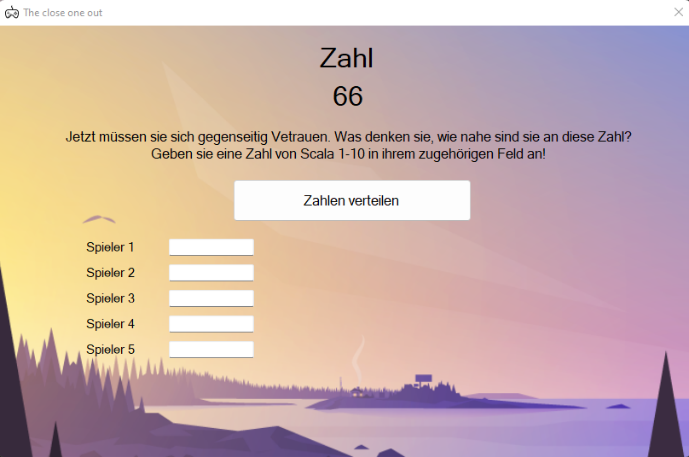 The close one out
Zahl
66
Jetzt müssen sie sich gegenseitig Vetrauen. Was denken sie, wie nahe sind sie an diese Zahl?
Geben sie eine Zahl von Scala 1-10 in ihrem zugehörigen Feld an!
Zahlen verteilen
Spieler 1
Spieler 2
Spieler 3
Spieler 4
Spieler 5